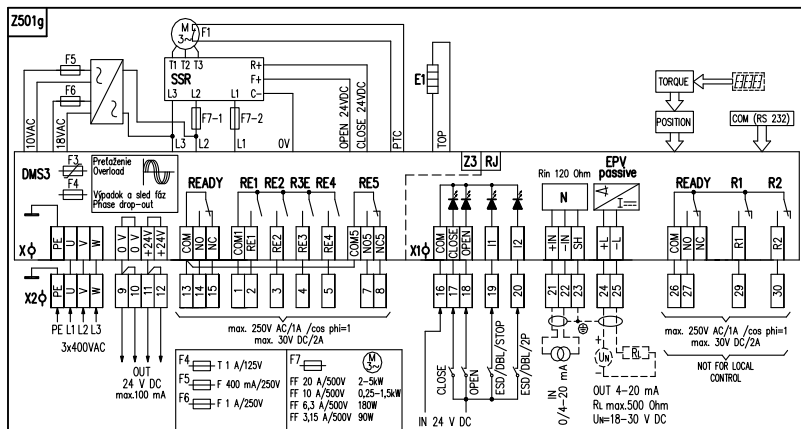 Z501g
M
3~
F1
F5
F6
T1 T2 T3
SSR
R+
F+
C-
L3 L2 L1
E1
TORQUE
POSITION
COM (RS 232)
F7-1
F7-2
10VAC
18VAC
L3
L2
L1
0V
OPEN 24VDC
CLOSE 24VDC
PTC
TOP
DMS3
F3
F4
Pretaženie
Overload
Výpadok a sled fáz
Phase drop-out
Z3 RJ
Rin 120 Ohm
N
EPV
passive
READY
RE1 RE2 R3E RE4
RE5
READY R1 R2
X
PE U V W
0 V 0 V +24V +24V
COM NO NC
COM1 RE1 RE2 RE3 RE4 COM5 NO5 NC5
X1
COM CLOSE OPEN I1 I2
+IN -IN SH
+L -L
COM NO NC R1 R2
X2
PE U V W
9 10 11 12
13 14 15
1 2 3 4 5 7 8
16 17 18 19 20
21 22 23 24 25
26 27 29 30
PE L1 L2 L3
3x400VAC
OUT
24 V DC
max.100 mA
max. 250V AC/1A /cos phi=1
max. 30V DC/2A
F4 T 1 A/125V
F5 F 400 mA/250V
F6 F 1 A/250V
F7
M
3~
FF 20 A/500V 2-5kW
FF 10 A/500V 0,25-1,5kW
FF 6,3 A/500V 180W
FF 3,15 A/500V 90W
CLOSE
OPEN
ESD/DBL/STOP
ESD/DBL/2P
IN 24 V DC
IN
0/4-20 mA
+
UN
-
RL
OUT 4-20 mA
RL max.500 Ohm
UN=18-30 V DC
max. 250V AC/1A /cos phi=1
max. 30V DC/2A
NOT FOR LOCAL
CONTROL